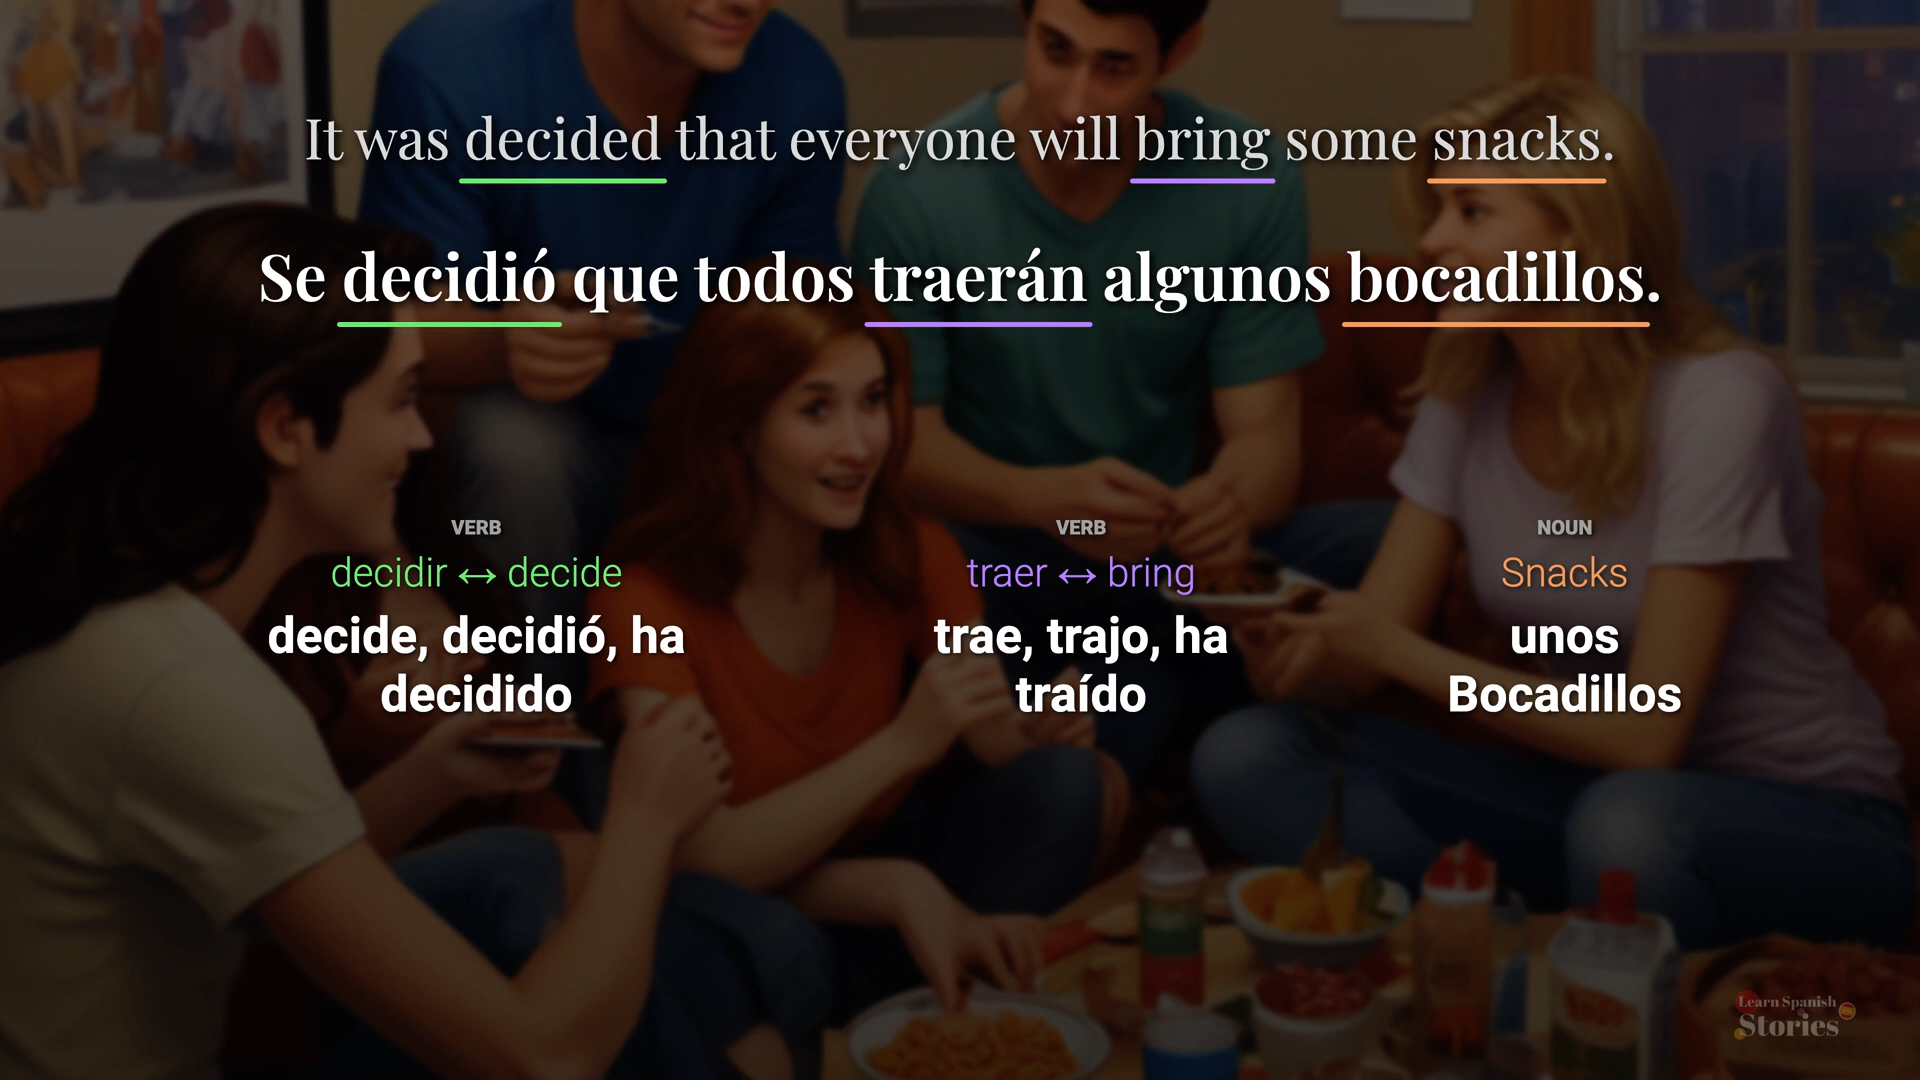 It was decided that everyone will bring some snacks.
Se decidió que todos traerán algunos bocadillos.
VERB
decidir ↔ decide
decide, decidió, ha
decidido
VERB
traer ↔ bring
trae, trajo, ha
traído
NOUN
Snacks
unos
Bocadillos
Learn Spanish
Stories